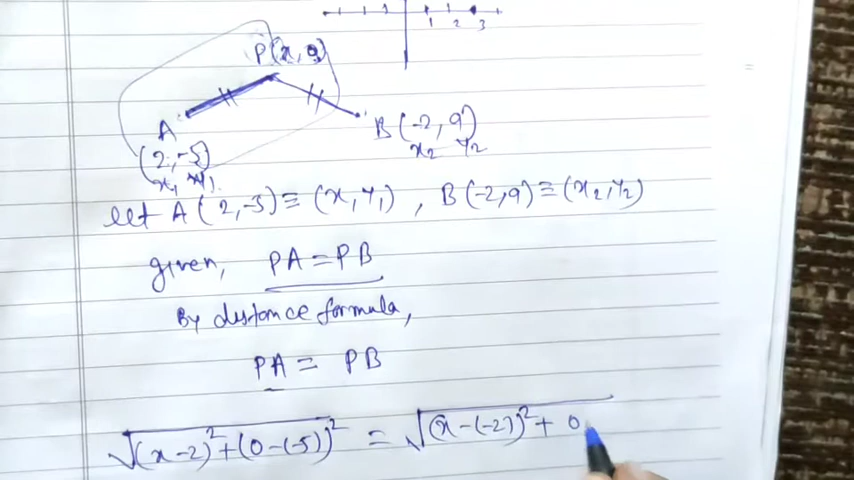 1 2 3
P(x, 0)
A
B(-2, 9)
(2, -5)
x2 y2
x1 y1
let A(2, -5) ≡ (x, y1), B(-2, 9) ≡ (x2, y2)
given, PA = PB
By distance formula,
PA = PB
√(x-2)²+(0-(-5))² = √(x-(-2))²+ 0